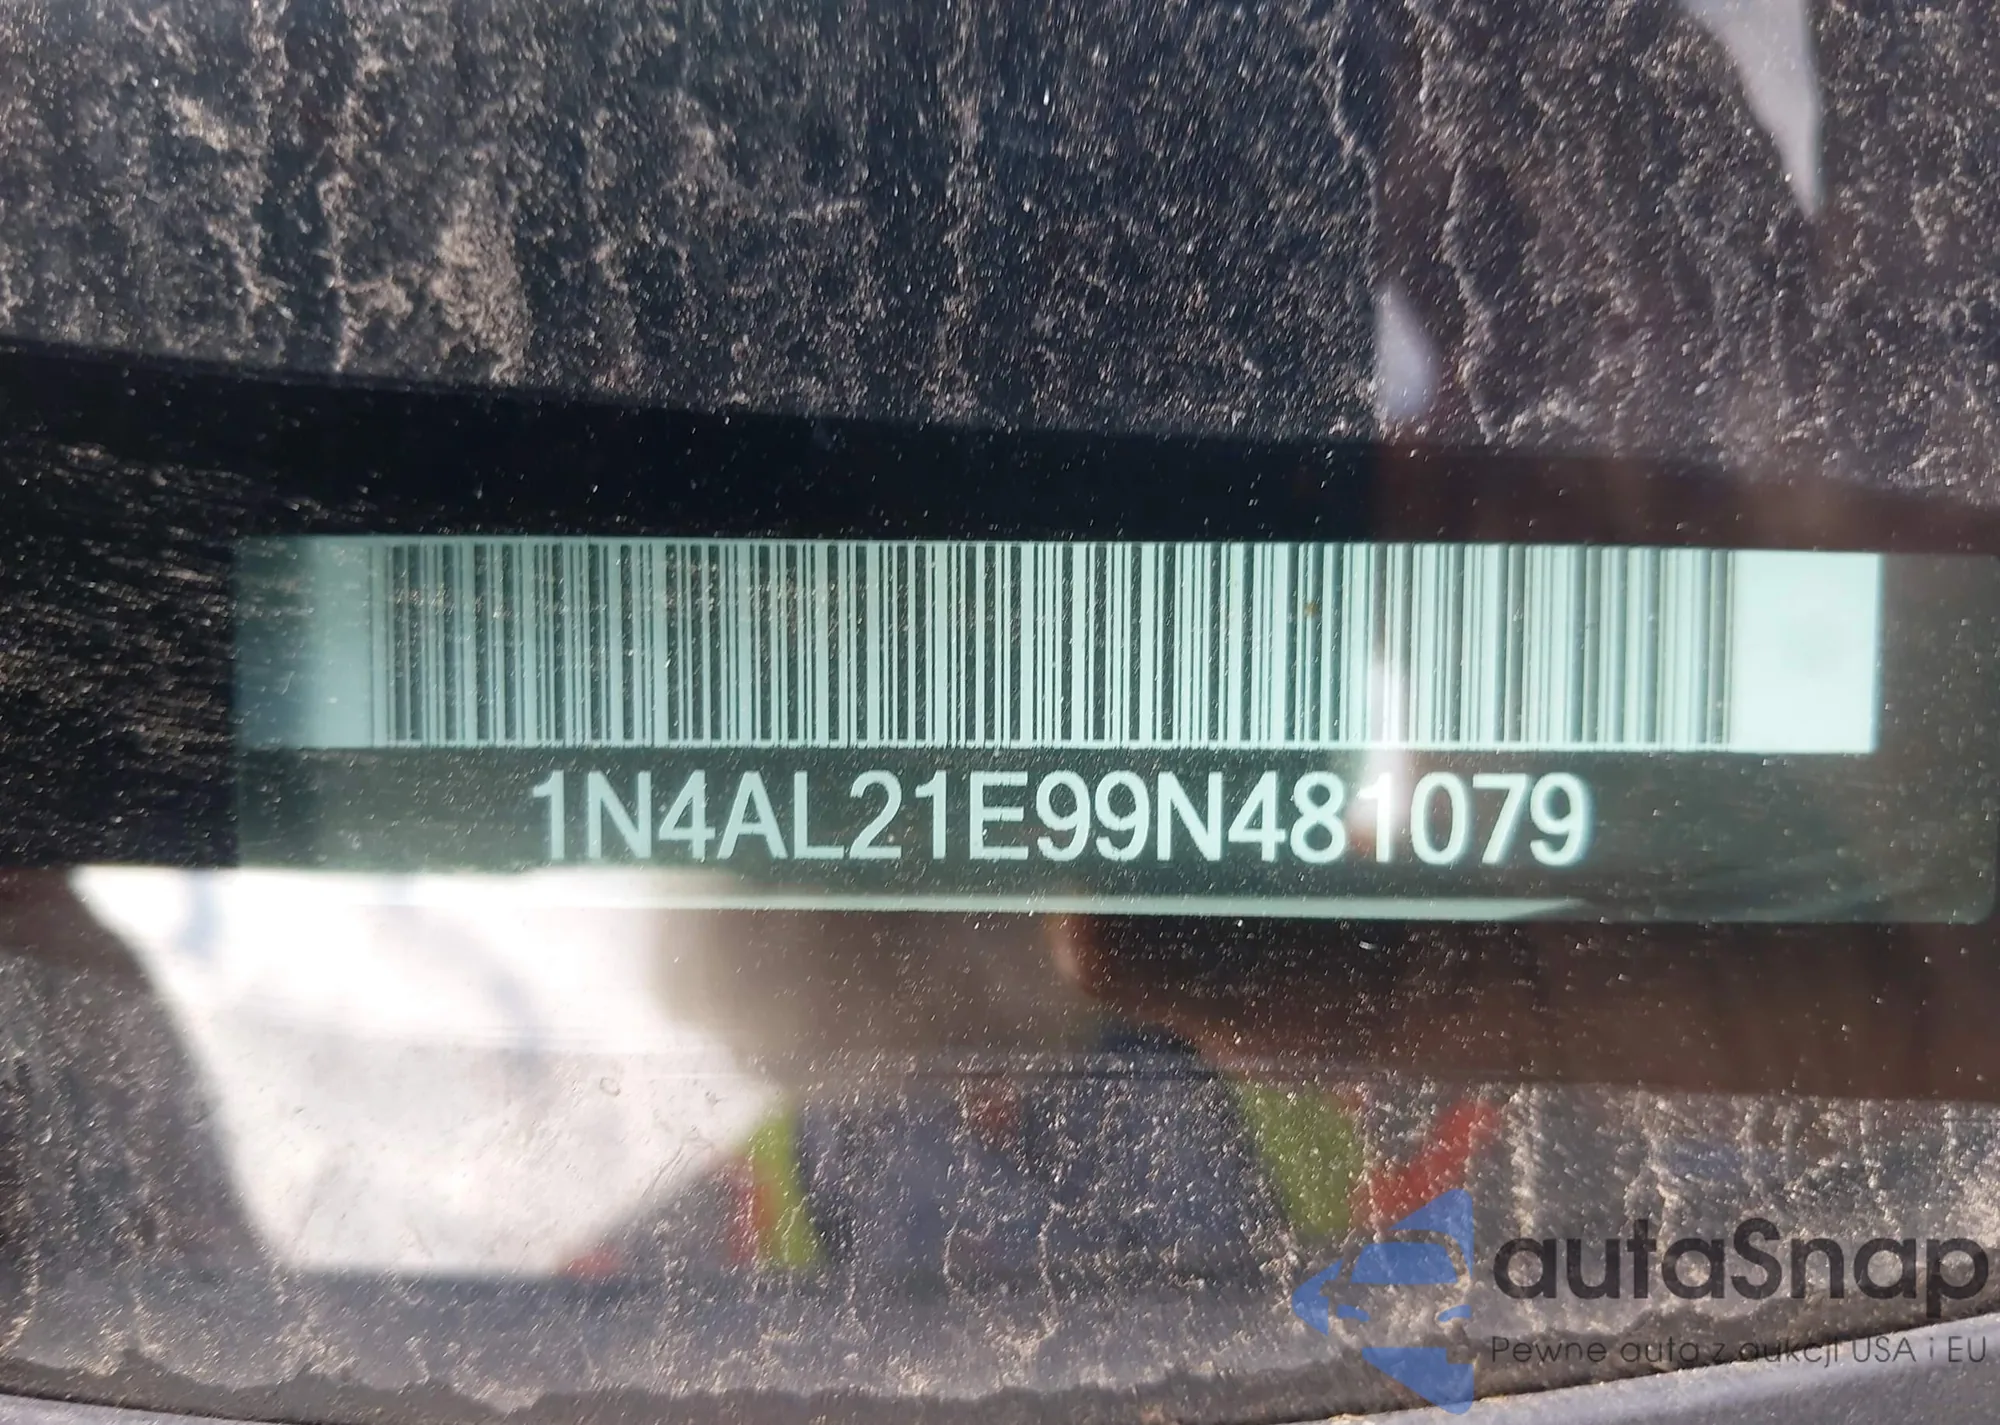 1N4AL21E99N481079
autaSnap
Pewne auta z aukcji USA i EU